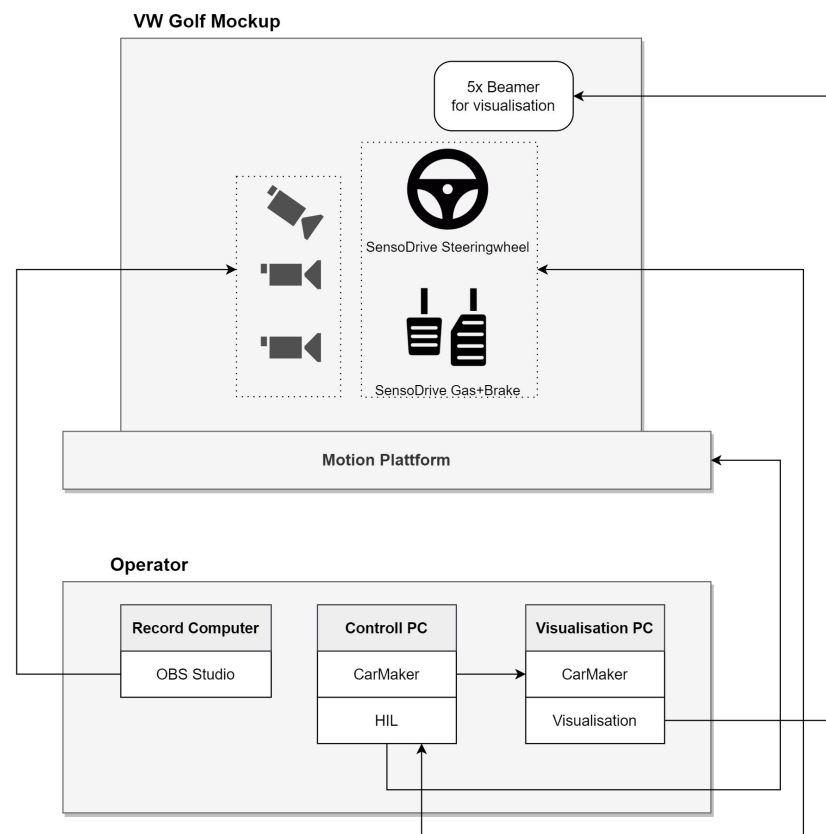 VW Golf Mockup
5x Beamer
for visualisation
SensoDrive Steeringwheel
SensoDrive Gas+Brake
Motion Plattform
Operator
Record Computer
OBS Studio
Controll PC
CarMaker
HIL
Visualisation PC
CarMaker
Visualisation